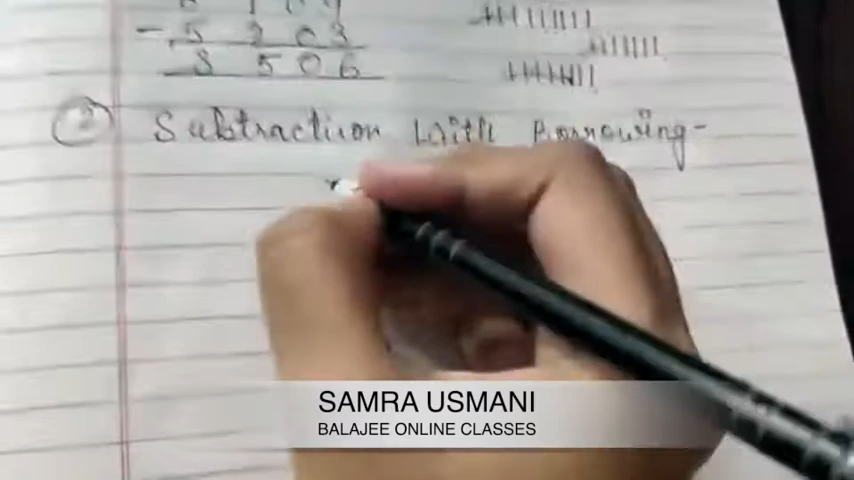 - 5 2 0 3
3 5 0 6
② Subtraction with Borrowing-
SAMRA USMANI
BALAJEE ONLINE CLASSES